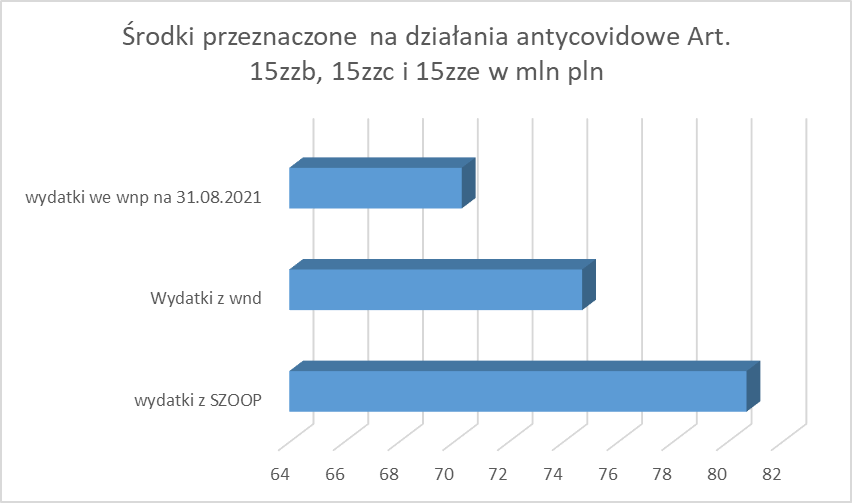 Środki przeznaczone na działania antycovidowe Art.
15zzb, 15zzc i 15zze w mln pln
wydatki we wnp na 31.08.2021
Wydatki z wnd
wydatki z SZOOP
64 66 68 70 72 74 76 78 80 82